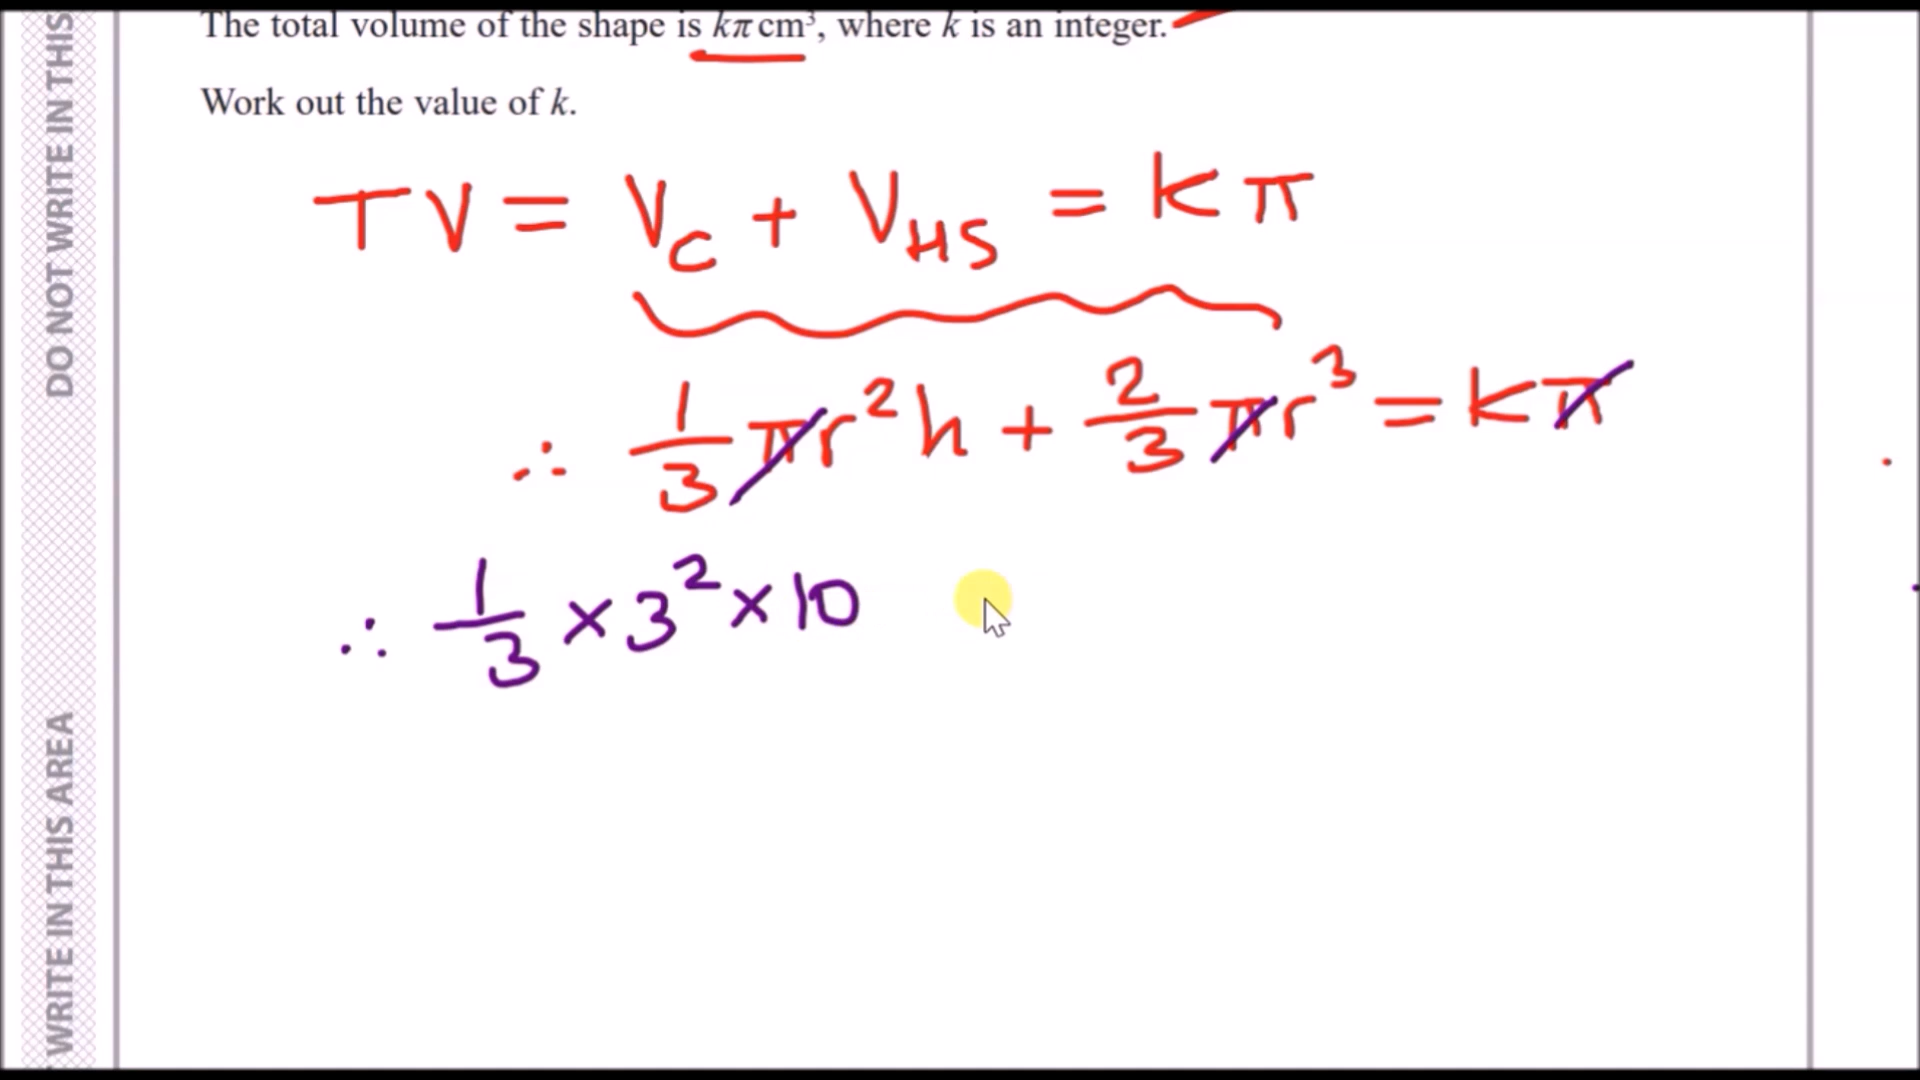 The total volume of the shape is kπ cm³, where k is an integer.
Work out the value of k.
TV = V_C + V_HS = kπ
∴ 1/3 πr²h + 2/3 πr³ = kπ
∴ 1/3 × 3² × 10
DO NOT WRITE IN THIS
WRITE IN THIS AREA